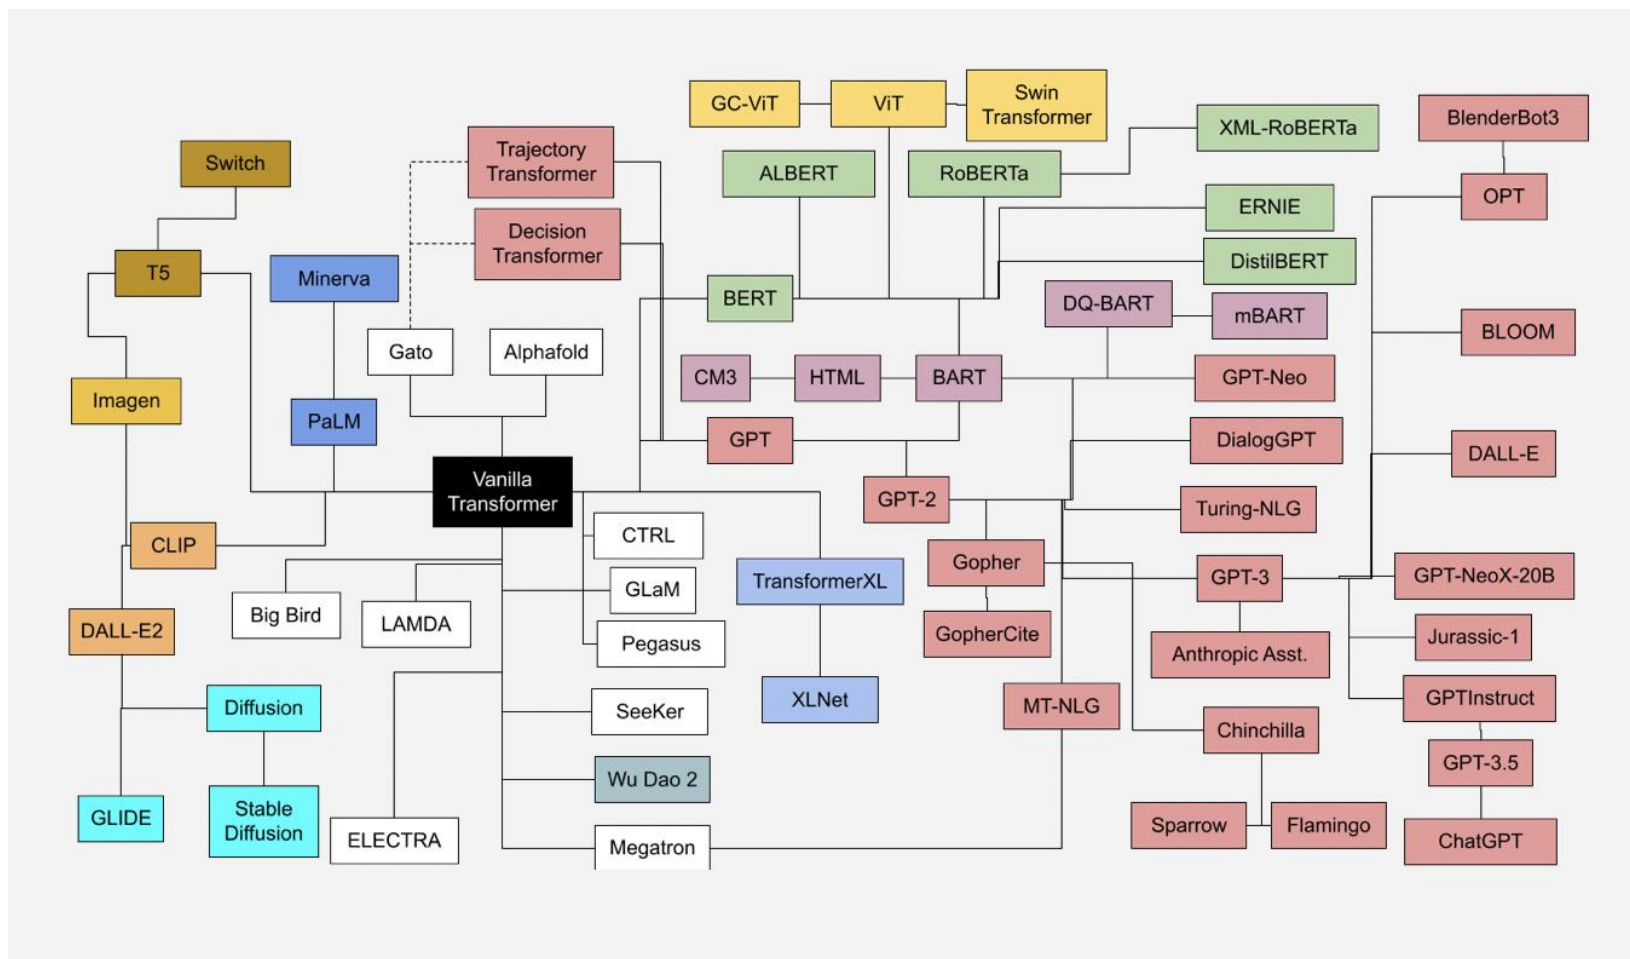 GC-ViT
ViT
Swin
Transformer
BlenderBot3
XML-RoBERTa
Switch
Trajectory
Transformer
ALBERT
RoBERTa
OPT
ERNIE
Decision
Transformer
DistilBERT
T5
Minerva
BERT
DQ-BART
mBART
BLOOM
Gato
Alphafold
CM3
HTML
BART
GPT-Neo
Imagen
PaLM
GPT
DialogGPT
DALL-E
Vanilla
Transformer
GPT-2
Turing-NLG
CTRL
CLIP
Gopher
GPT-3
GPT-NeoX-20B
TransformerXL
GLaM
Big Bird
LAMDA
DALL-E2
Pegasus
GopherCite
Anthropic Asst.
Jurassic-1
XLNet
GPTInstruct
Diffusion
SeeKer
MT-NLG
Chinchilla
GPT-3.5
Wu Dao 2
GLIDE
Stable
Diffusion
Sparrow
Flamingo
ELECTRA
Megatron
ChatGPT